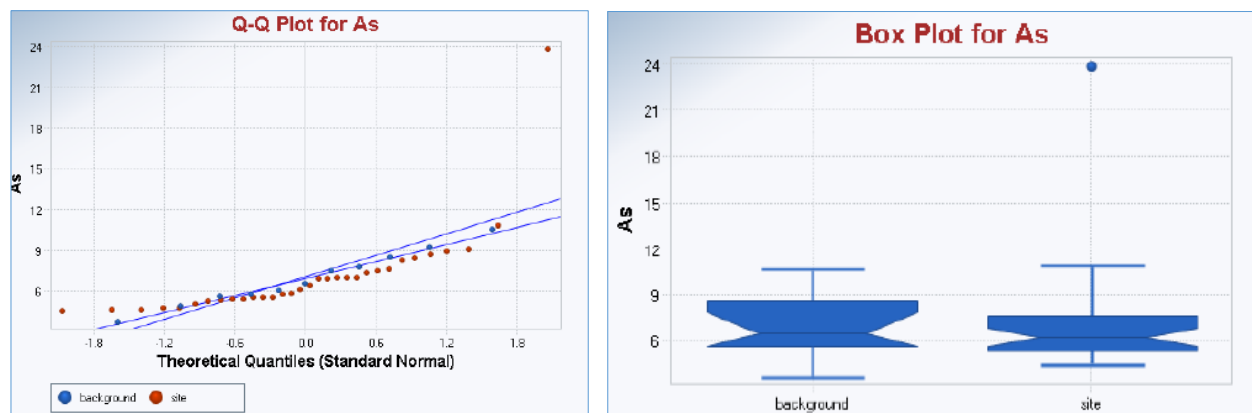 Q-Q Plot for As
24
21
18
15
12
9
6
As
-1.8 -1.2 -0.6 0.0 0.6 1.2 1.8
Theoretical Quantiles (Standard Normal)
background site
Box Plot for As
24
21
18
15
12
9
6
As
background site